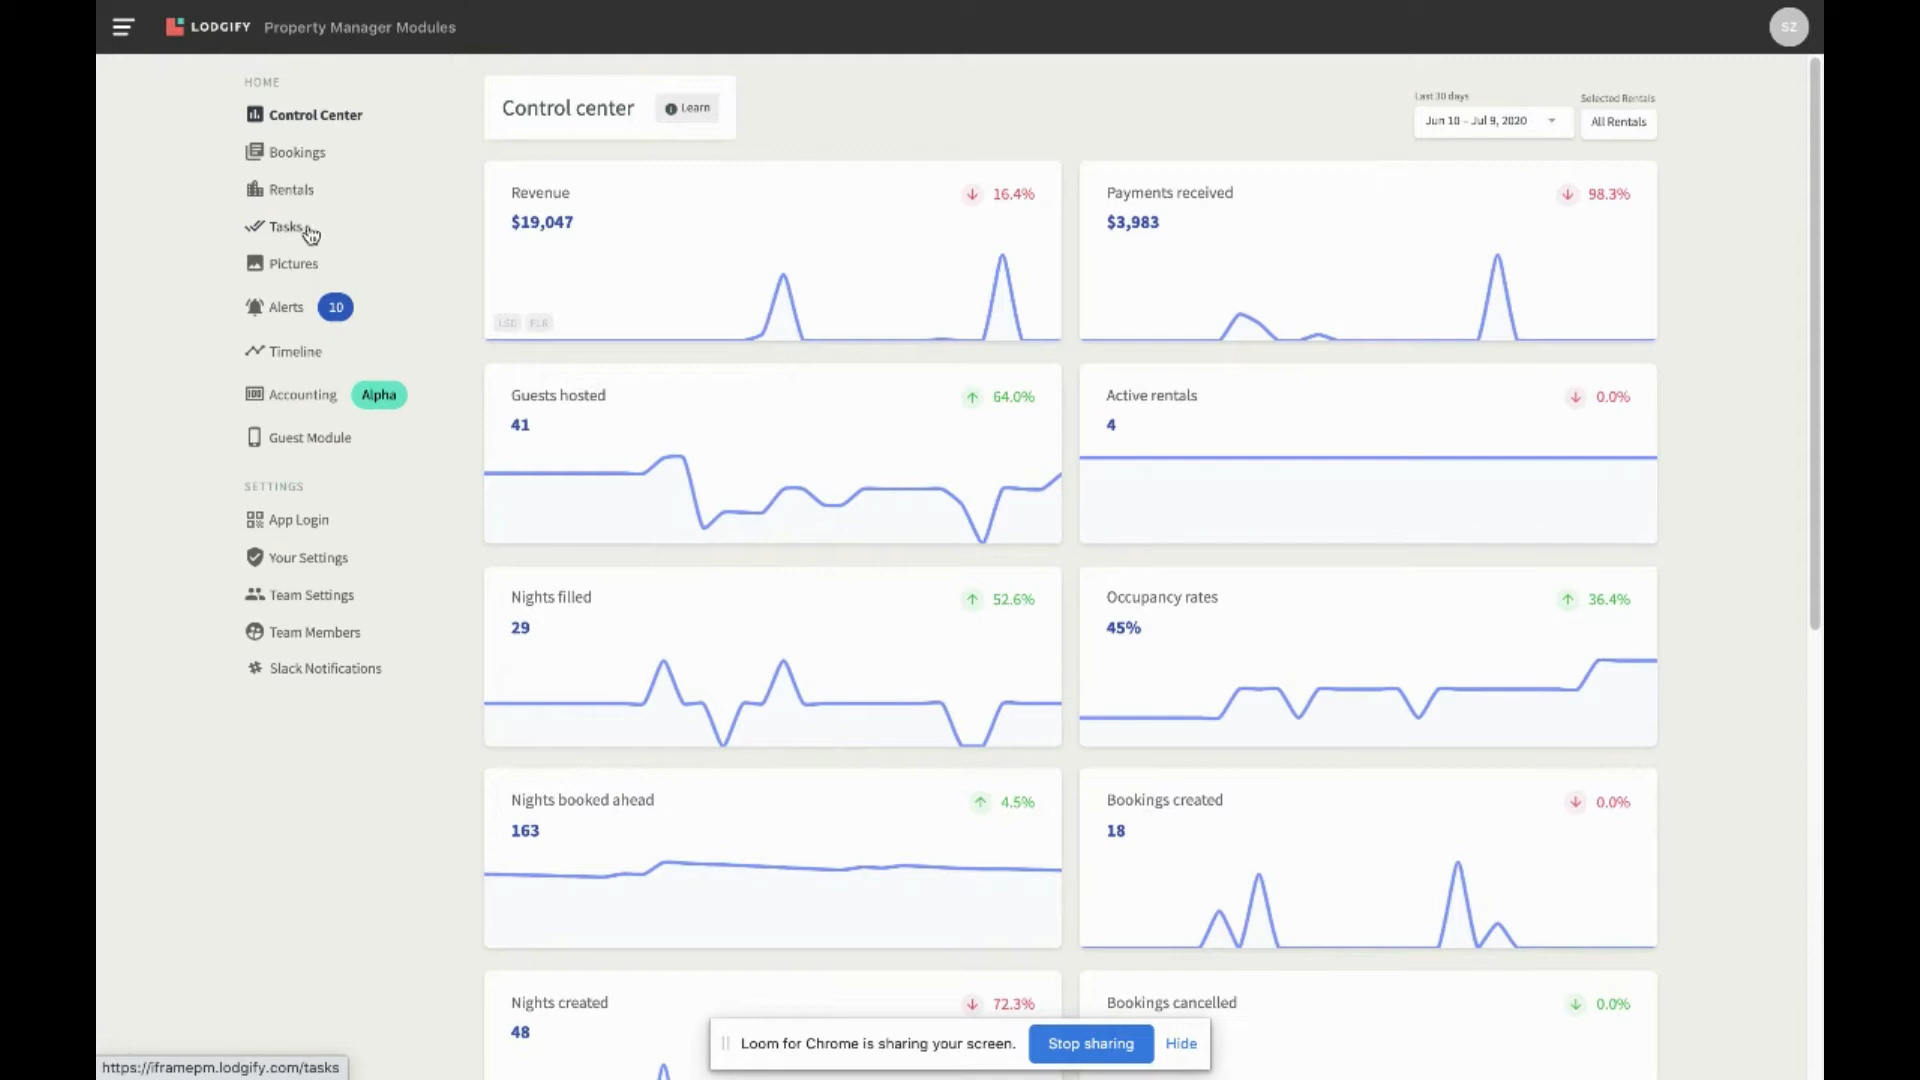 LODGIFY Property Manager Modules
SZ
HOME
Control Center
Bookings
Rentals
Tasks
Pictures
Alerts 10
Timeline
Accounting Alpha
Guest Module
SETTINGS
App Login
Your Settings
Team Settings
Team Members
Slack Notifications
Control center Learn
Last 30 days
Jun 10 - Jul 9, 2020
Selected Rentals
All Rentals
Revenue 16.4%
$19,047
Payments received 98.3%
$3,983
Guests hosted 64.0%
41
Active rentals 0.0%
4
Nights filled 52.6%
29
Occupancy rates 36.4%
45%
Nights booked ahead 4.5%
163
Bookings created 0.0%
18
Nights created 72.3%
48
Bookings cancelled 0.0%
Loom for Chrome is sharing your screen. Stop sharing Hide
https://iframepm.lodgify.com/tasks